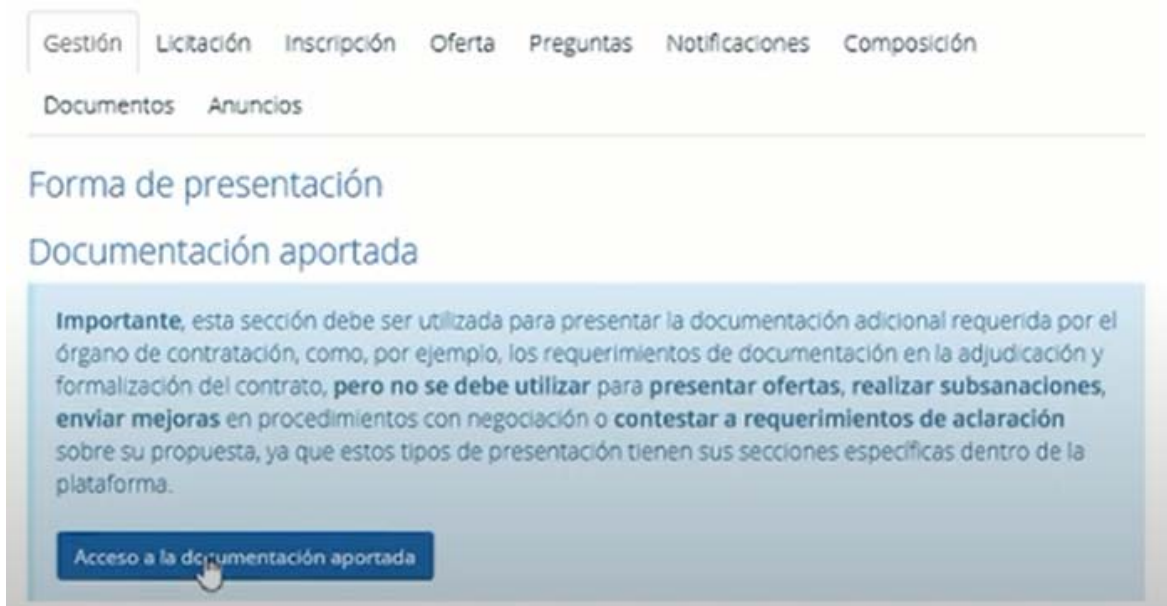 Gestión Licitación Inscripción Oferta Preguntas Notificaciones Composición
Documentos Anuncios
Forma de presentación
Documentación aportada
Importante, esta sección debe ser utilizada para presentar la documentación adicional requerida por el
órgano de contratación, como, por ejemplo, los requerimientos de documentación en la adjudicación y
formalización del contrato, pero no se debe utilizar para presentar ofertas, realizar subsanaciones,
enviar mejoras en procedimientos con negociación o contestar a requerimientos de aclaración
sobre su propuesta, ya que estos tipos de presentación tienen sus secciones específicas dentro de la
plataforma.
Acceso a la documentación aportada